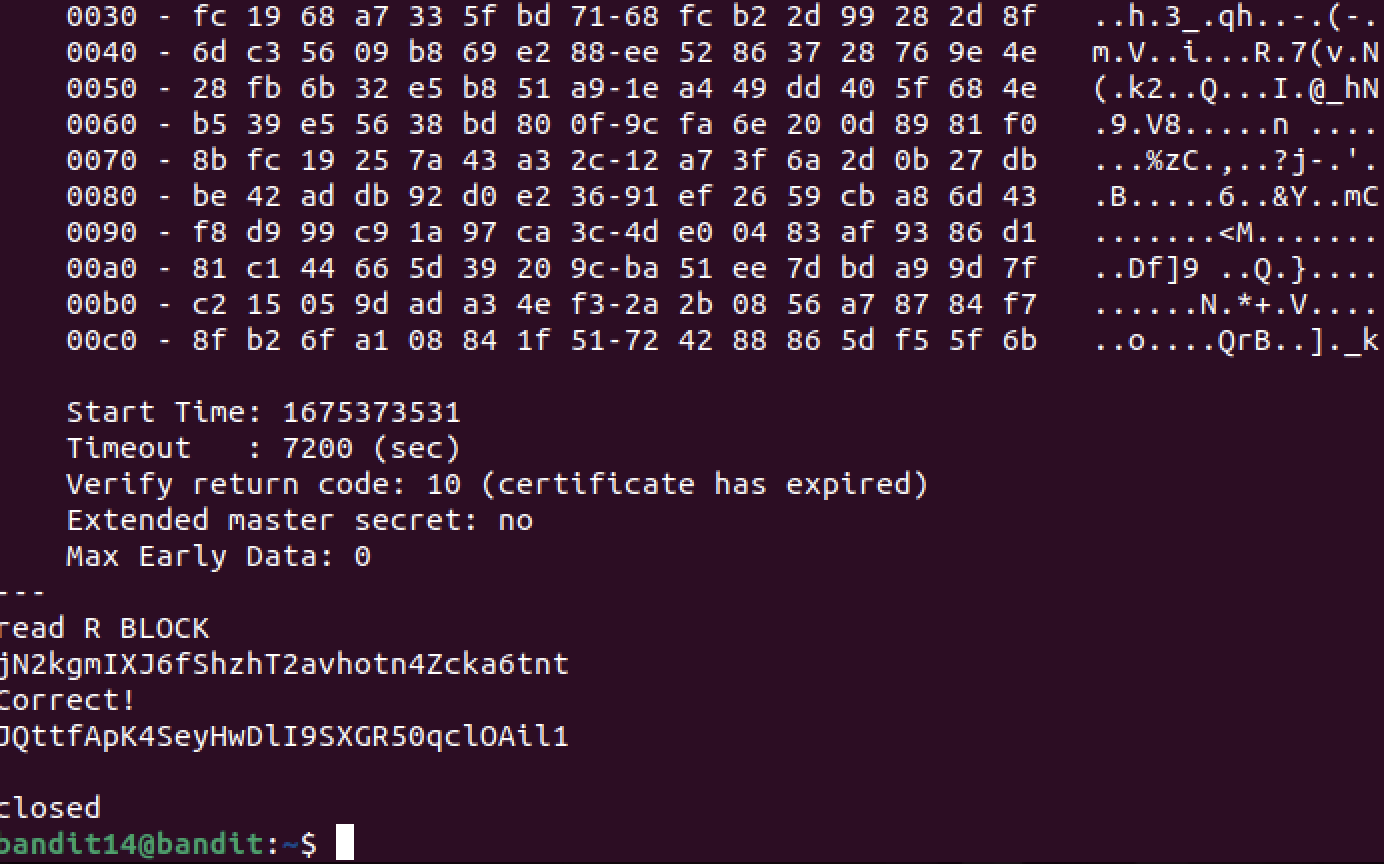 0030 - fc 19 68 a7 33 5f bd 71-68 fc b2 2d 99 28 2d 8f   ..h.3_.qh..-.(-.
0040 - 6d c3 56 09 b8 69 e2 88-ee 52 86 37 28 76 9e 4e   m.V..i...R.7(v.N
0050 - 28 fb 6b 32 e5 b8 51 a9-1e a4 49 dd 40 5f 68 4e   (.k2..Q...I.@_hN
0060 - b5 39 e5 56 38 bd 80 0f-9c fa 6e 20 0d 89 81 f0   .9.V8.....n ....
0070 - 8b fc 19 25 7a 43 a3 2c-12 a7 3f 6a 2d 0b 27 db   ...%zC.,..?j-.'.
0080 - be 42 ad db 92 d0 e2 36-91 ef 26 59 cb a8 6d 43   .B.....6..&Y..mC
0090 - f8 d9 99 c9 1a 97 ca 3c-4d e0 04 83 af 93 86 d1   .......<M.......
00a0 - 81 c1 44 66 5d 39 20 9c-ba 51 ee 7d bd a9 9d 7f   ..Df]9 ..Q.}....
00b0 - c2 15 05 9d ad a3 4e f3-2a 2b 08 56 a7 87 84 f7   ......N.*+.V....
00c0 - 8f b2 6f a1 08 84 1f 51-72 42 88 86 5d f5 5f 6b   ..o....QrB..]._k
Start Time: 1675373531
Timeout   : 7200 (sec)
Verify return code: 10 (certificate has expired)
Extended master secret: no
Max Early Data: 0
---
read R BLOCK
jN2kgmIXJ6fShzhT2avhotn4Zcka6tnt
Correct!
JQttfApK4SeyHwDlI9SXGR50qclOAil1
closed
bandit14@bandit:~$